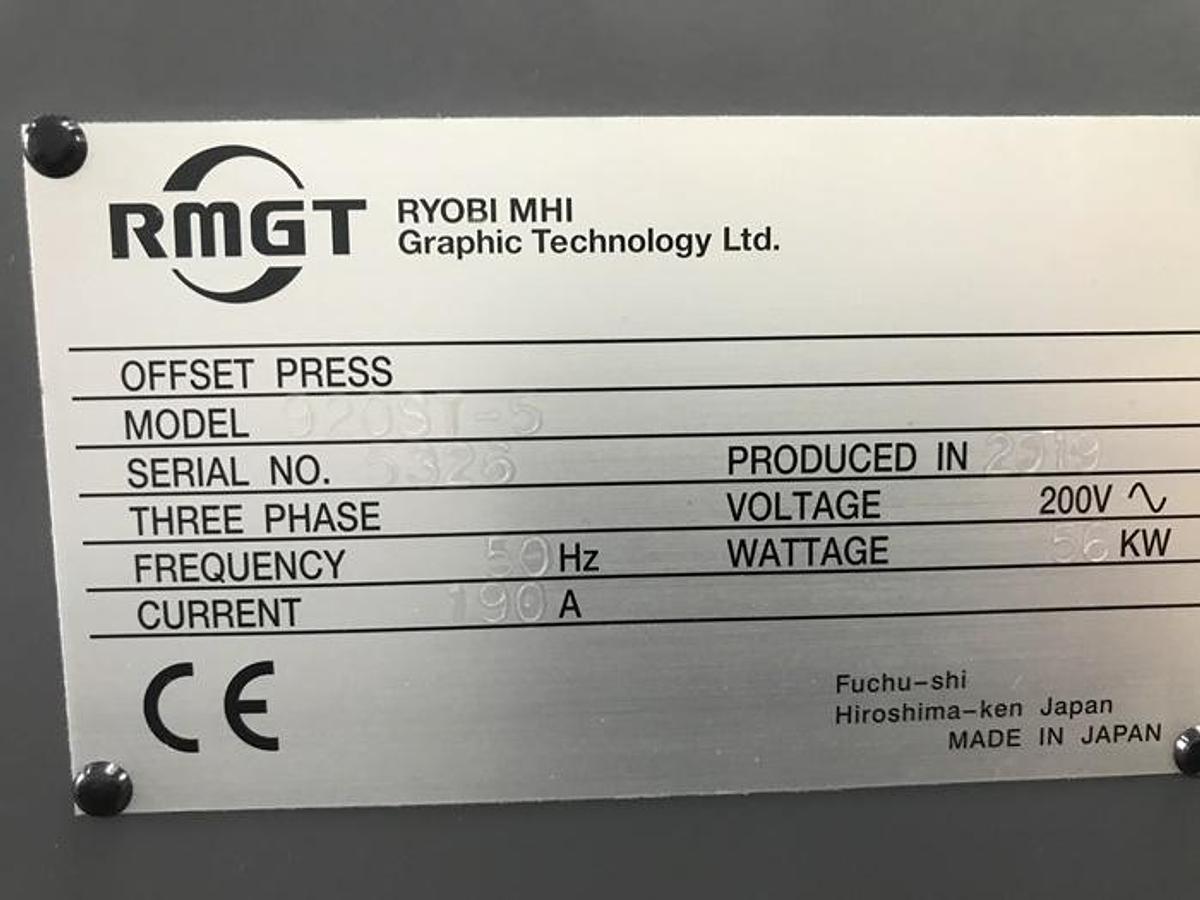 RMGT
RYOBI MHI
Graphic Technology Ltd.
OFFSET PRESS
MODEL 920ST-5
SERIAL NO. 5326 PRODUCED IN 2019
THREE PHASE VOLTAGE 200V ∿
FREQUENCY 50 Hz WATTAGE 56 KW
CURRENT 190 A
CE
Fuchu-shi
Hiroshima-ken Japan
MADE IN JAPAN